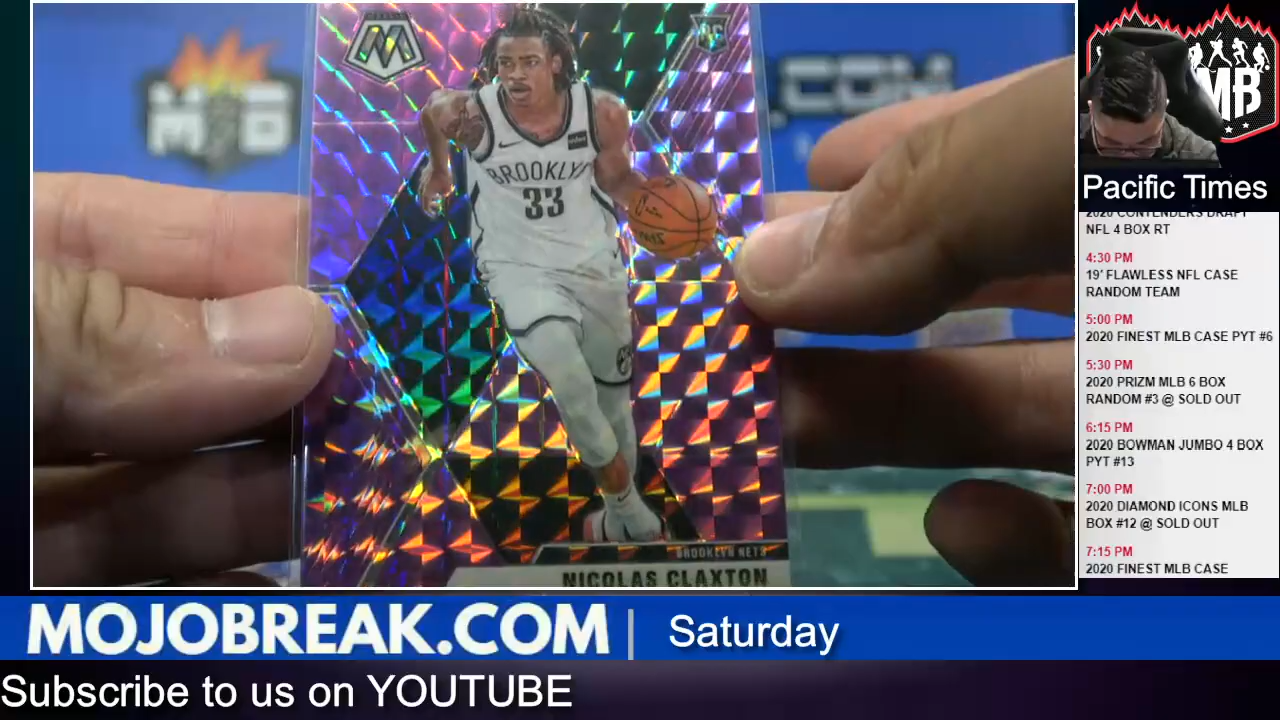 RC
BROOKLYN
33
BROOKLYN NETS
NICOLAS CLAXTON
.COM
MB
Pacific Times
2020 CONTENDERS DRAFT
NFL 4 BOX RT
4:30 PM
19' FLAWLESS NFL CASE
RANDOM TEAM
5:00 PM
2020 FINEST MLB CASE PYT #6
5:30 PM
2020 PRIZM MLB 6 BOX
RANDOM #3 @ SOLD OUT
6:15 PM
2020 BOWMAN JUMBO 4 BOX
PYT #13
7:00 PM
2020 DIAMOND ICONS MLB
BOX #12 @ SOLD OUT
7:15 PM
2020 FINEST MLB CASE
MOJOBREAK.COM | Saturday
Subscribe to us on YOUTUBE